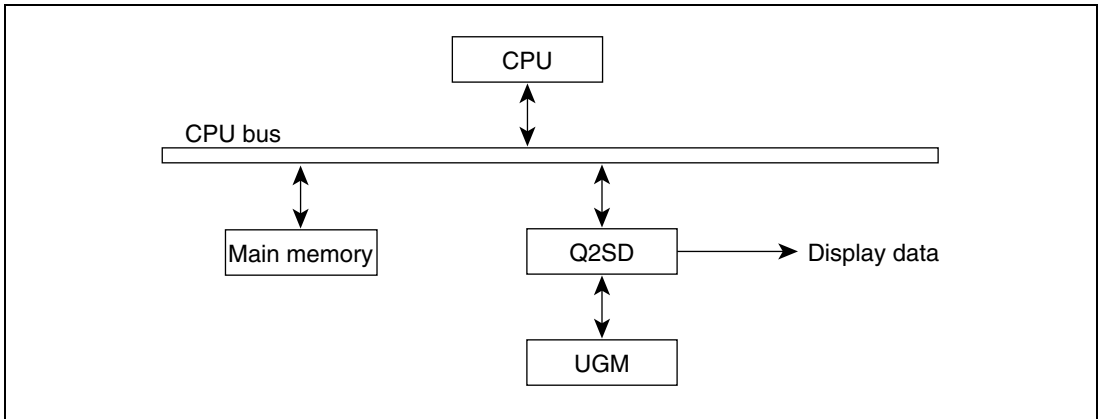 CPU
CPU bus
Main memory
Q2SD
Display data
UGM